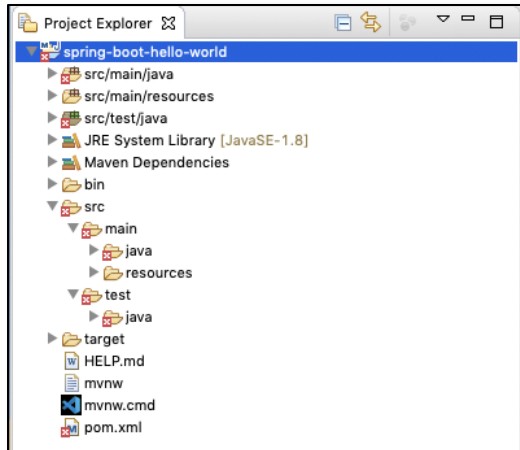 Project Explorer
spring-boot-hello-world
src/main/java
src/main/resources
src/test/java
JRE System Library [JavaSE-1.8]
Maven Dependencies
bin
src
main
java
resources
test
java
target
HELP.md
mvnw
mvnw.cmd
pom.xml